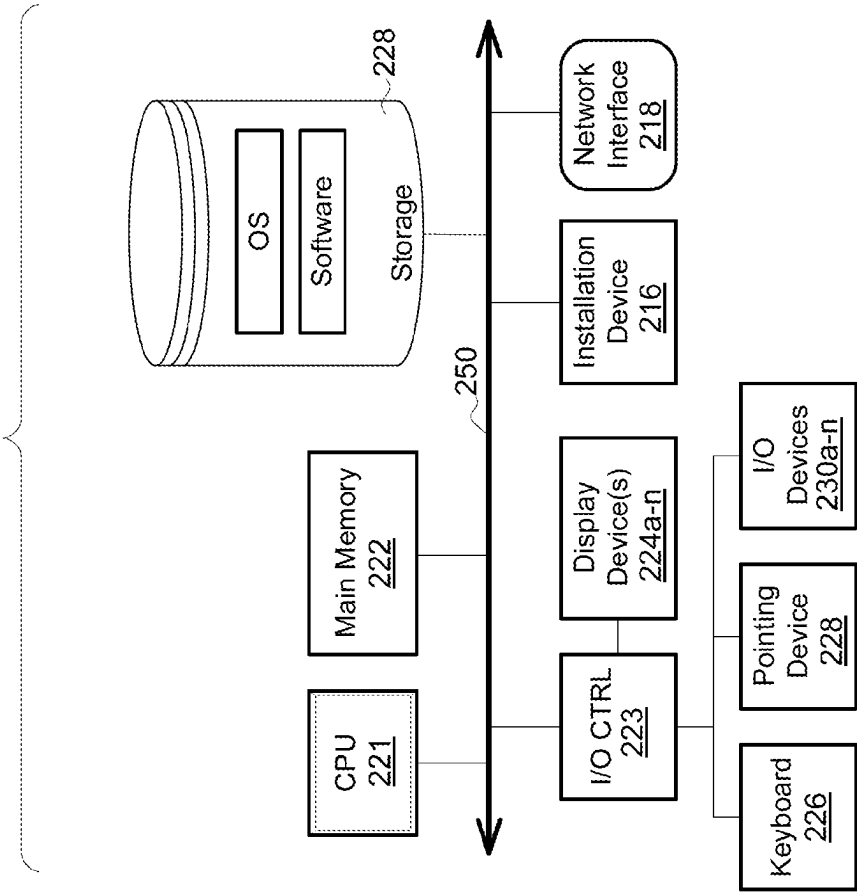 228
OS
Software
Storage
CPU
221
Main Memory
222
250
I/O CTRL
223
Display
Device(s)
224a-n
Installation
Device
216
Network
Interface
218
Keyboard
226
Pointing
Device
228
I/O
Devices
230a-n